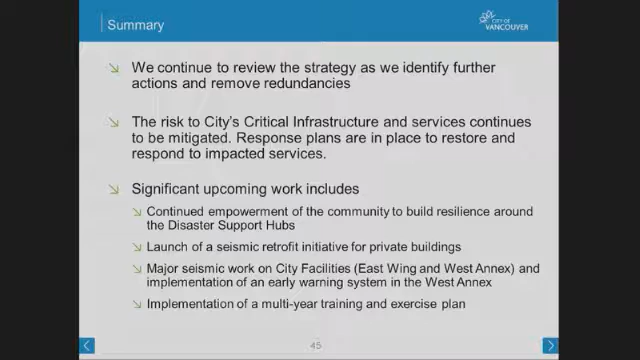 Summary
CITY OF
VANCOUVER
We continue to review the strategy as we identify further
actions and remove redundancies
The risk to City's Critical Infrastructure and services continues
to be mitigated. Response plans are in place to restore and
respond to impacted services.
Significant upcoming work includes
Continued empowerment of the community to build resilience around
the Disaster Support Hubs
Launch of a seismic retrofit initiative for private buildings
Major seismic work on City Facilities (East Wing and West Annex) and
implementation of an early warning system in the West Annex
Implementation of a multi-year training and exercise plan
45